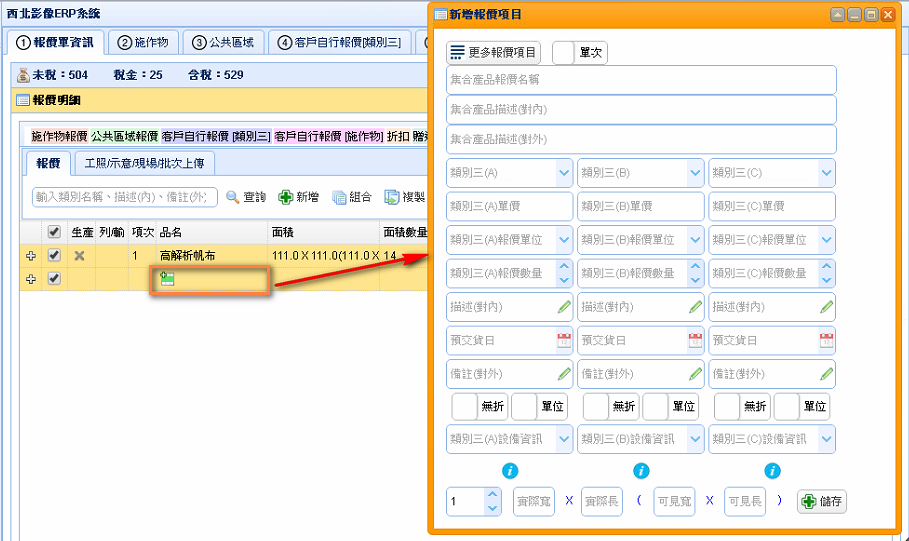 西北影像ERP系統
①報價單資訊 ②施作物 ③公共區域 ④客戶自行報價[類別三]
未稅：504 稅金：25 含稅：529
報價明細
施作物報價 公共區域報價 客戶自行報價 [類別三] 客戶自行報價 [施作物] 折扣
報價 工照/示意/現場/批次上傳
輸入類別名稱、描述(內)、備註(外) 查詢 新增 組合 複製
生產 列/輸 項次 品名 面積 面積數量
1 高解析帆布 111.0 X 111.0(111.0 X 14
新增報價項目
更多報價項目 單次
集合產品報價名稱
集合產品描述(對內)
集合產品描述(對外)
類別三(A) 類別三(B) 類別三(C)
類別三(A)單價 類別三(B)單價 類別三(C)單價
類別三(A)報價單位 類別三(B)報價單位 類別三(C)報價單位
類別三(A)報價數量 類別三(B)報價數量 類別三(C)報價數量
描述(對內) 描述(對內) 描述(對內)
預交貨日 預交貨日 預交貨日
備註(對外) 備註(對外) 備註(對外)
無折 單位 無折 單位 無折 單位
類別三(A)設備資訊 類別三(B)設備資訊 類別三(C)設備資訊
1 實際寬 X 實際長 ( 可見寬 X 可見長 ) 儲存